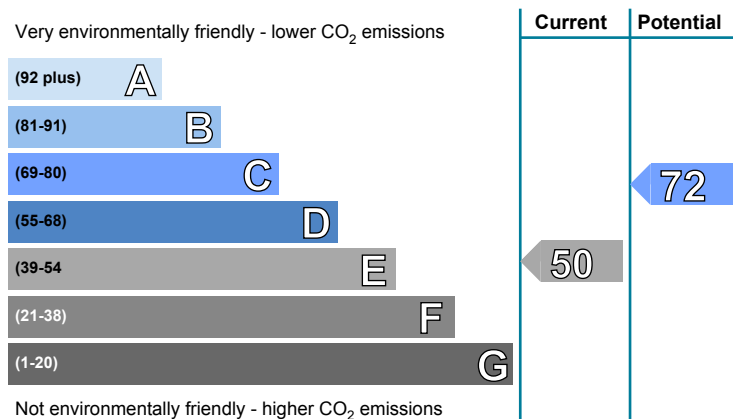 Current Potential
Very environmentally friendly - lower CO2 emissions
(92 plus) A
(81-91) B
(69-80) C
72
(55-68) D
(39-54 E
50
(21-38) F
(1-20) G
Not environmentally friendly - higher CO2 emissions